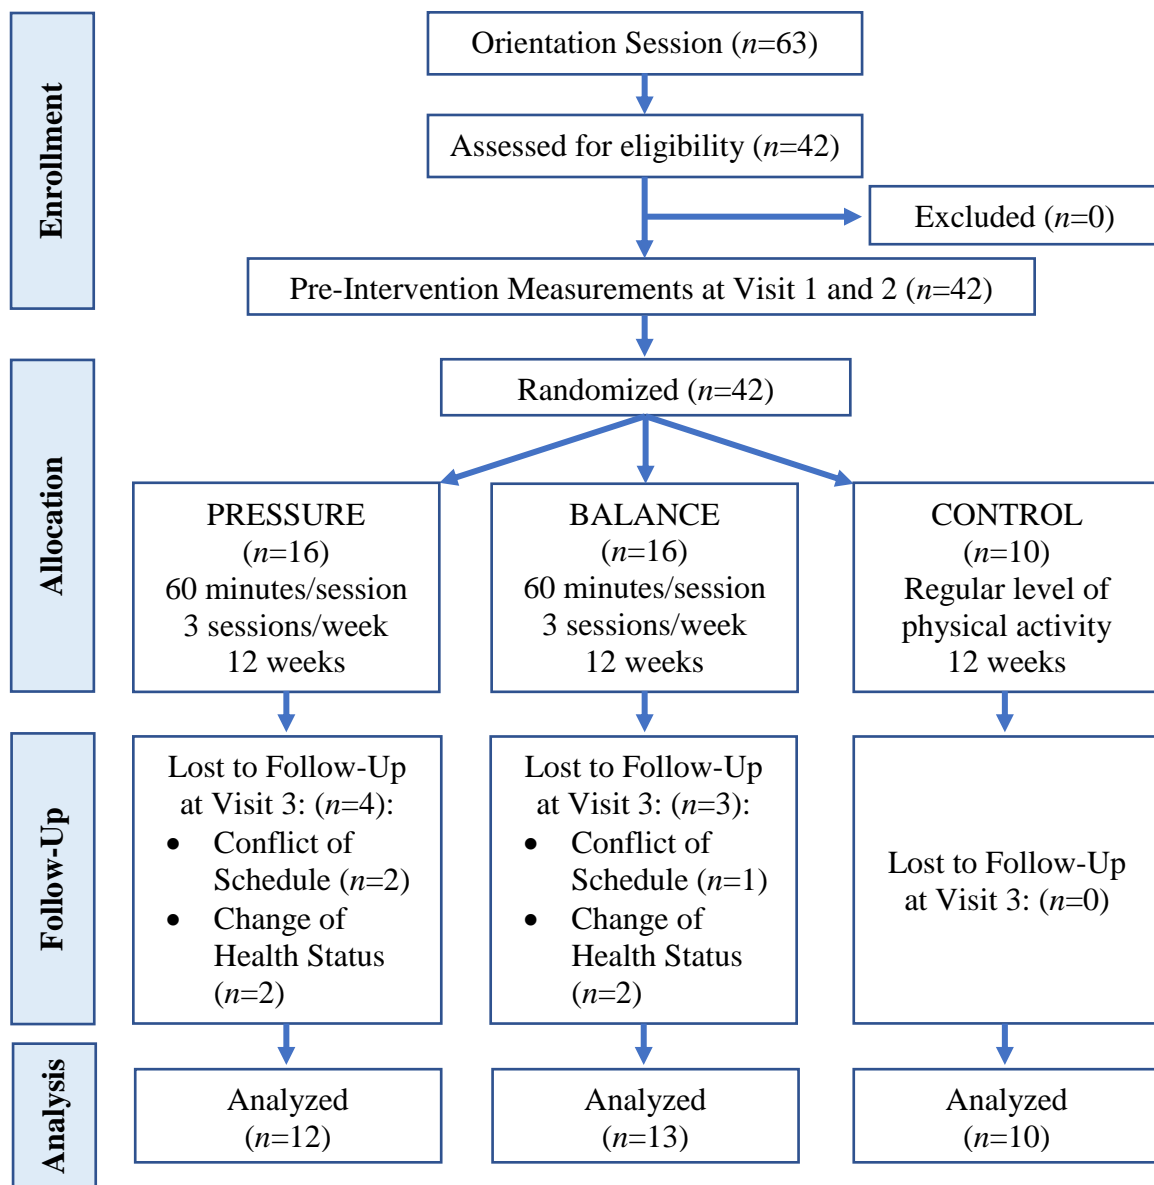 Enrollment
Orientation Session (n=63)
Assessed for eligibility (n=42)
Excluded (n=0)
Pre-Intervention Measurements at Visit 1 and 2 (n=42)
Allocation
Randomized (n=42)
PRESSURE
(n=16)
60 minutes/session
3 sessions/week
12 weeks
BALANCE
(n=16)
60 minutes/session
3 sessions/week
12 weeks
CONTROL
(n=10)
Regular level of
physical activity
12 weeks
Follow-Up
Lost to Follow-Up
at Visit 3: (n=4):
• Conflict of
Schedule (n=2)
• Change of
Health Status
(n=2)
Lost to Follow-Up
at Visit 3: (n=3):
• Conflict of
Schedule (n=1)
• Change of
Health Status
(n=2)
Lost to Follow-Up
at Visit 3: (n=0)
Analysis
Analyzed
(n=12)
Analyzed
(n=13)
Analyzed
(n=10)